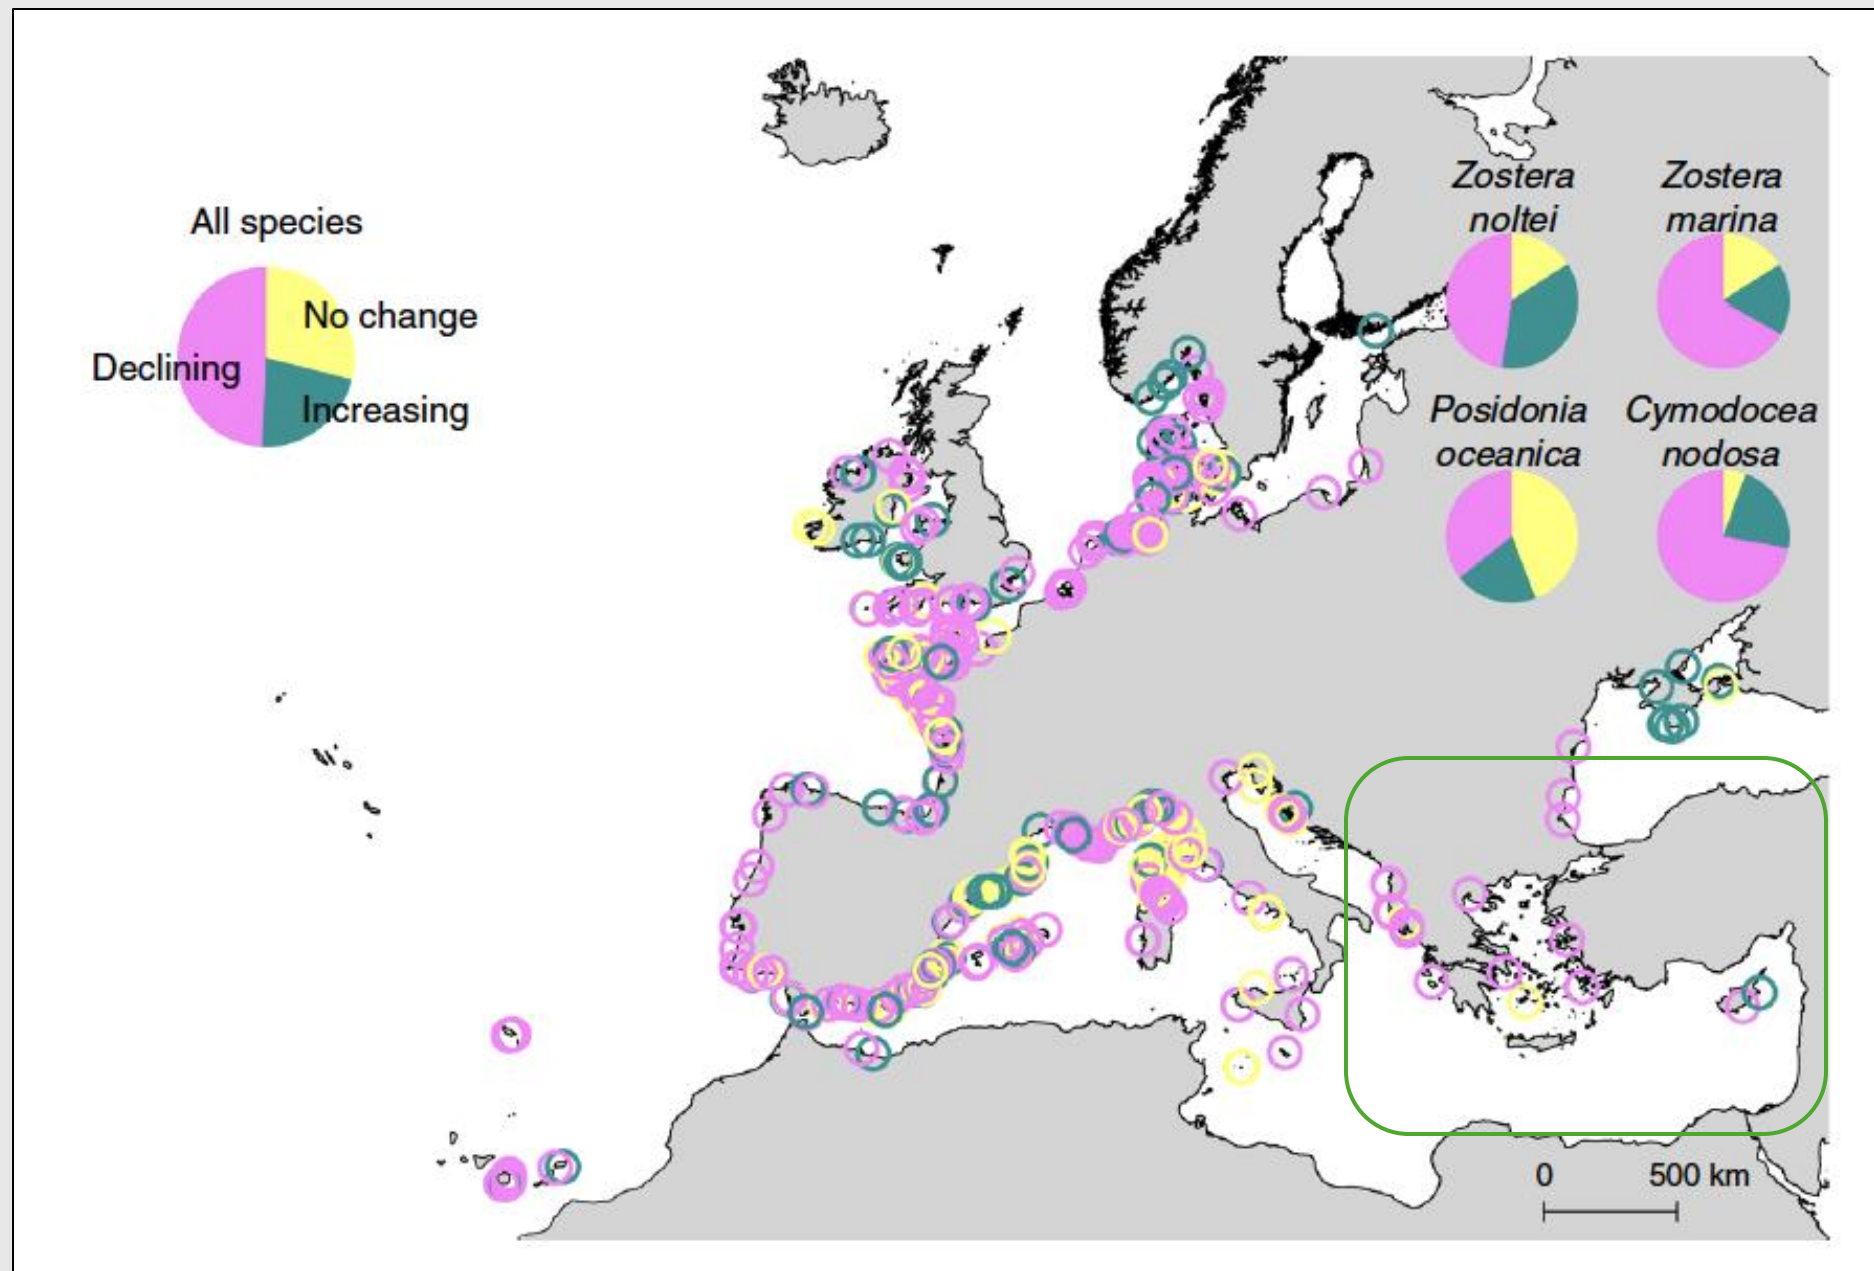 All species
No change
Declining
Increasing
Zostera
noltei
Zostera
marina
Posidonia
oceanica
Cymodocea
nodosa
0 500 km